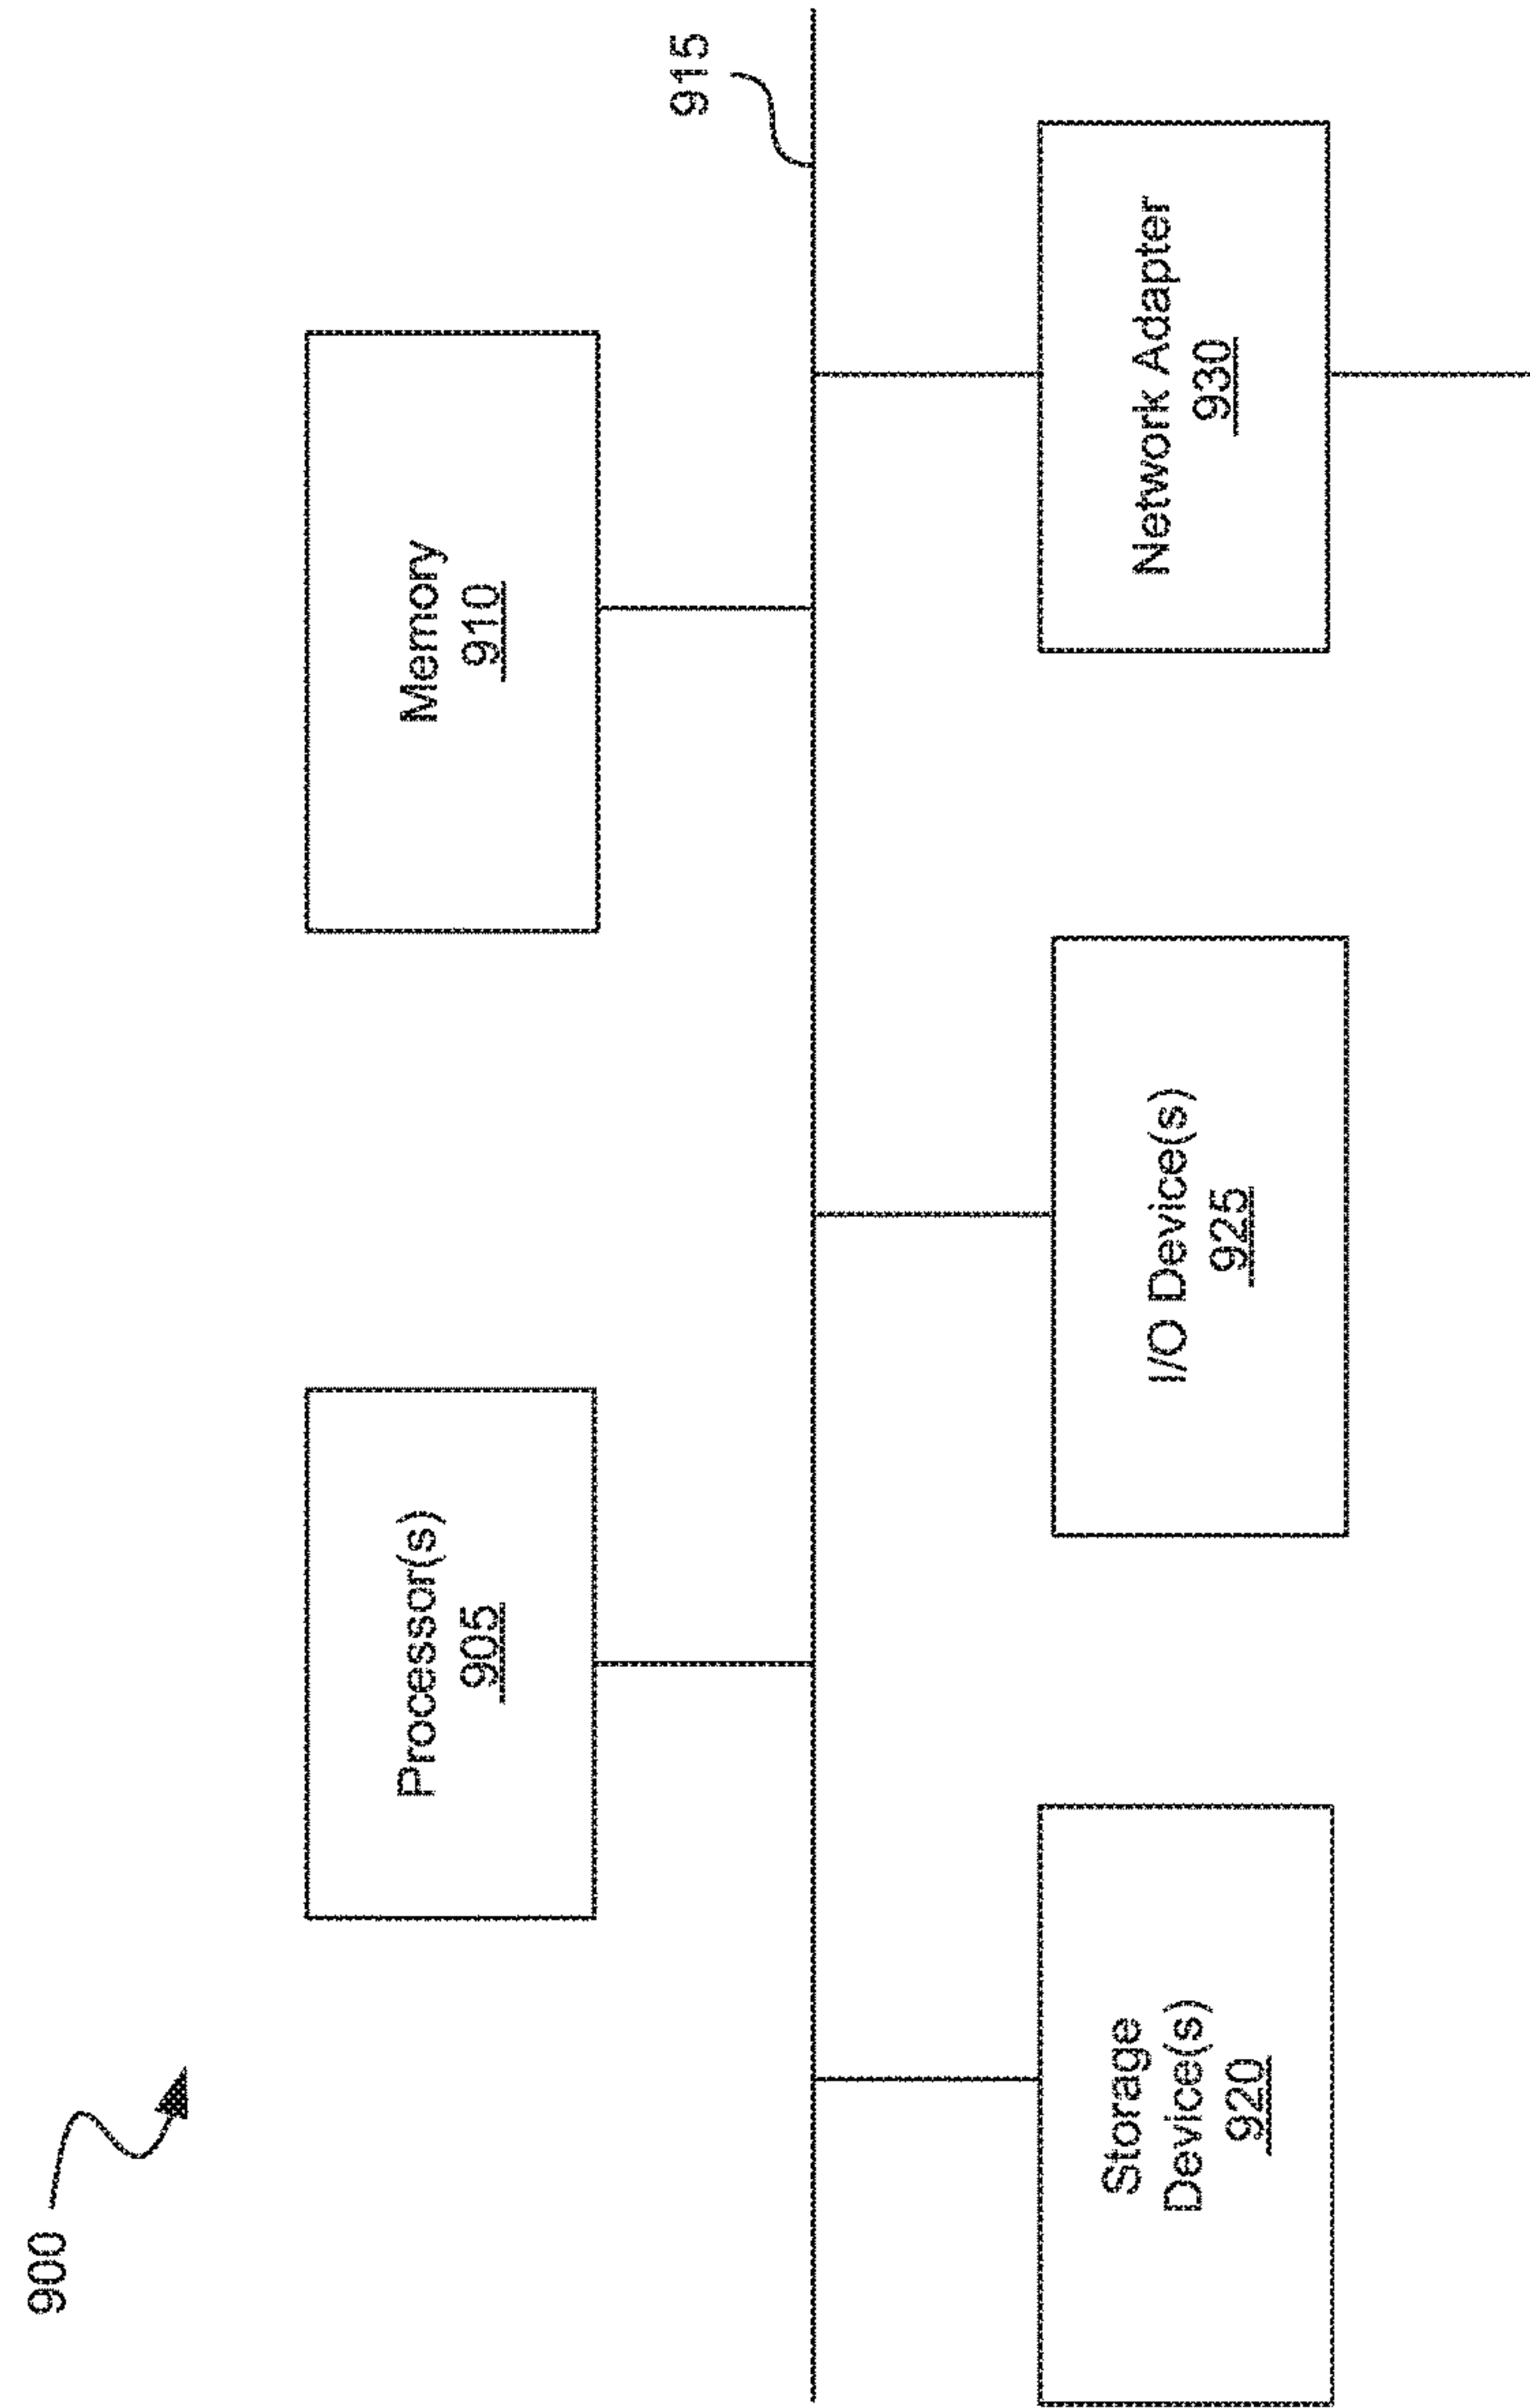 900
Processor(s)
905
Memory
910
915
Storage
Device(s)
920
I/O Device(s)
925
Network Adapter
930